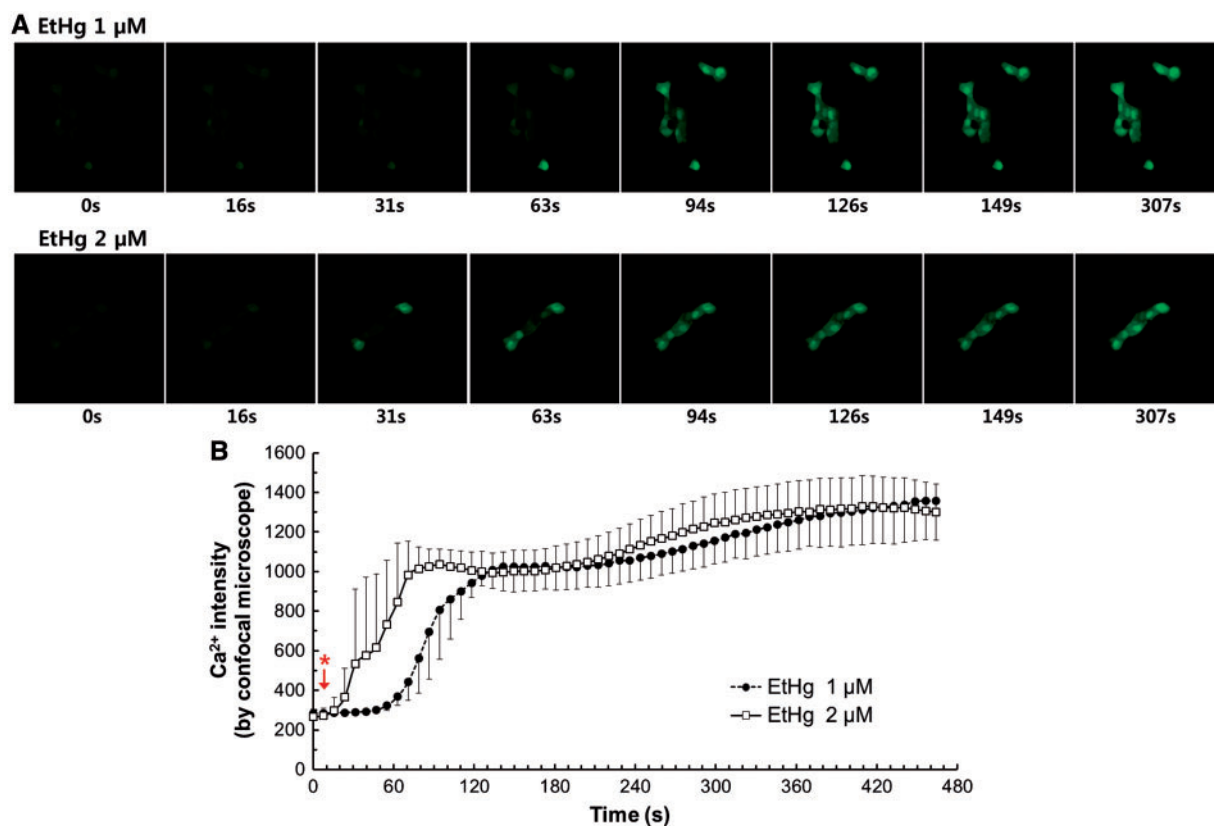 A EtHg 1 μM
0s 16s 31s 63s 94s 126s 149s 307s
EtHg 2 μM
0s 16s 31s 63s 94s 126s 149s 307s
B
Ca²⁺ intensity
(by confocal microscope)
1600
1400
1200
1000
800
600
400
200
0
*
EtHg 1 μM
EtHg 2 μM
0 60 120 180 240 300 360 420 480
Time (s)